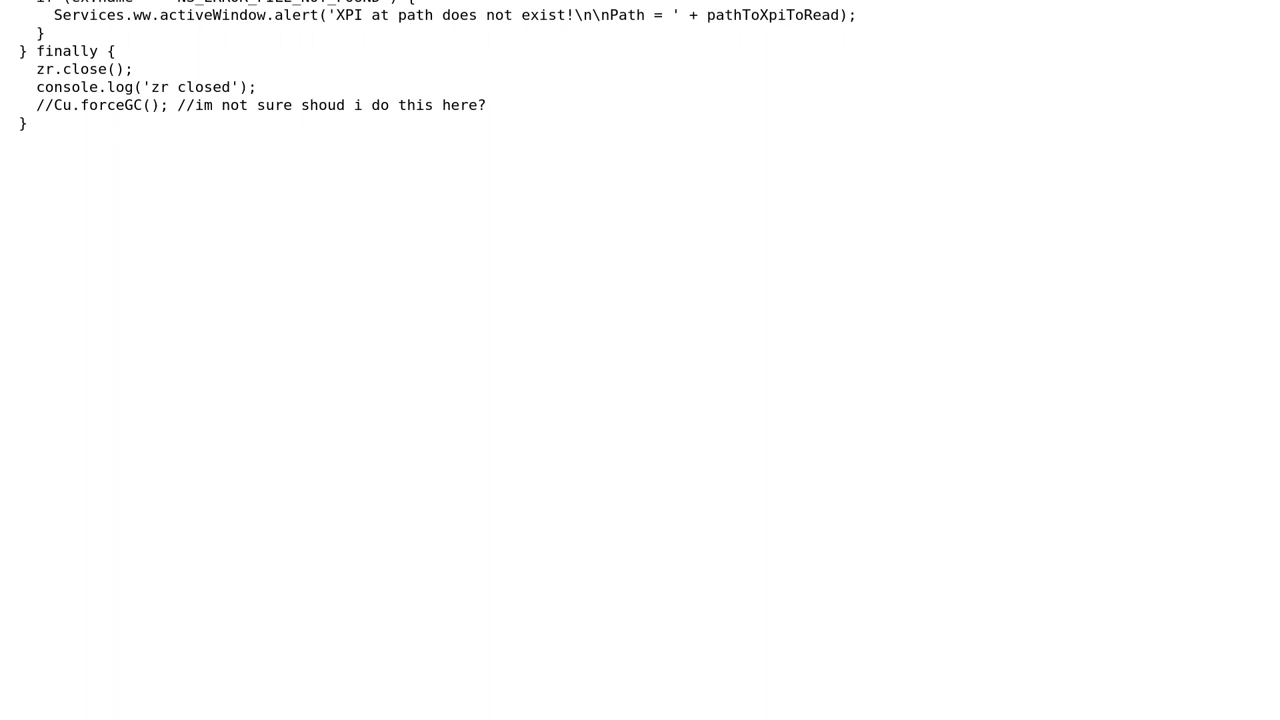 Services.ww.activeWindow.alert('XPI at path does not exist!\n\nPath = ' + pathToXpiToRead);
}
} finally {
zr.close();
console.log('zr closed');
//Cu.forceGC(); //im not sure shoud i do this here?
}